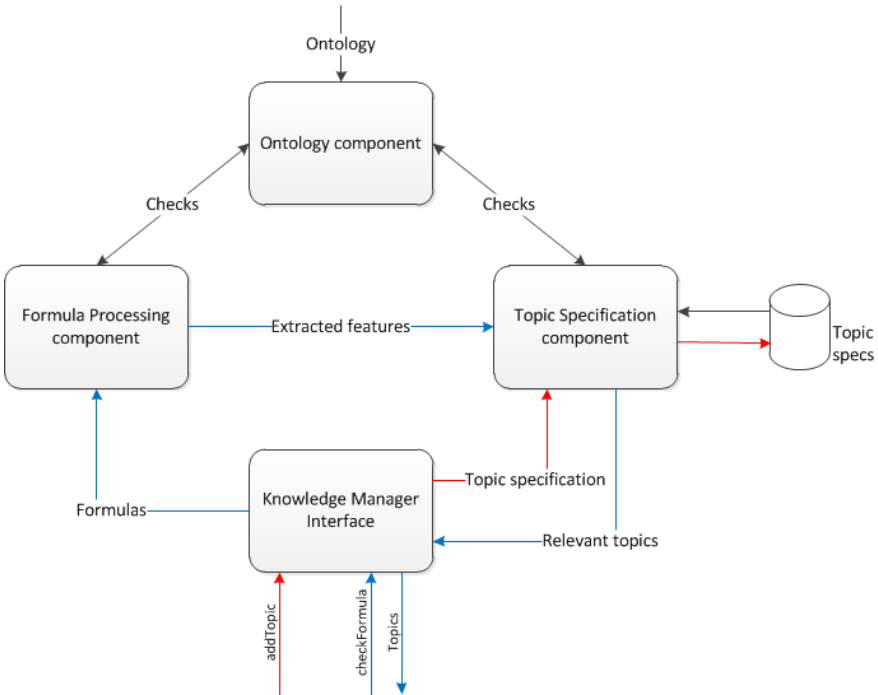 Ontology
Ontology component
Checks
Checks
Formula Processing
component
Extracted features
Topic Specification
component
Topic
specs
Formulas
Knowledge Manager
Interface
Topic specification
Relevant topics
addTopic
checkFormula
Topics